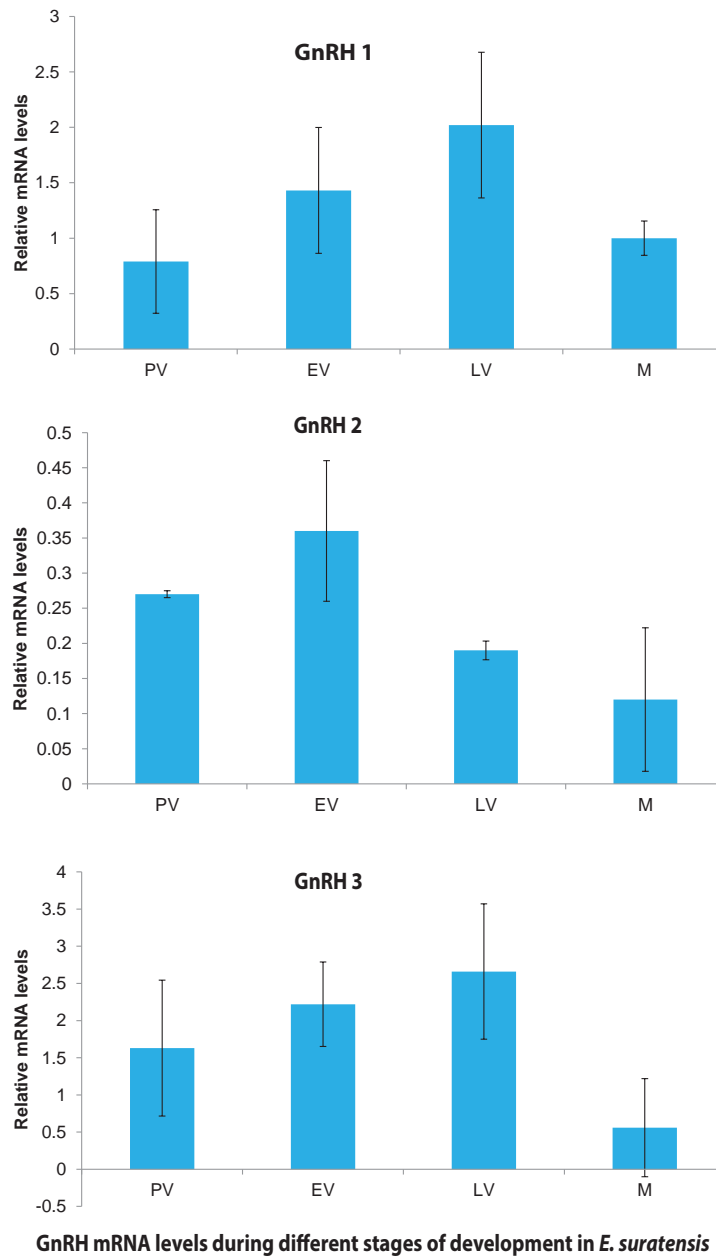 GnRH 1
Relative mRNA levels
3
2.5
2
1.5
1
0.5
0
PV EV LV M
GnRH 2
Relative mRNA levels
0.5
0.45
0.4
0.35
0.3
0.25
0.2
0.15
0.1
0.05
0
PV EV LV M
GnRH 3
Relative mRNA levels
4
3.5
3
2.5
2
1.5
1
0.5
0
-0.5
PV EV LV M
GnRH mRNA levels during different stages of development in E. suratensis